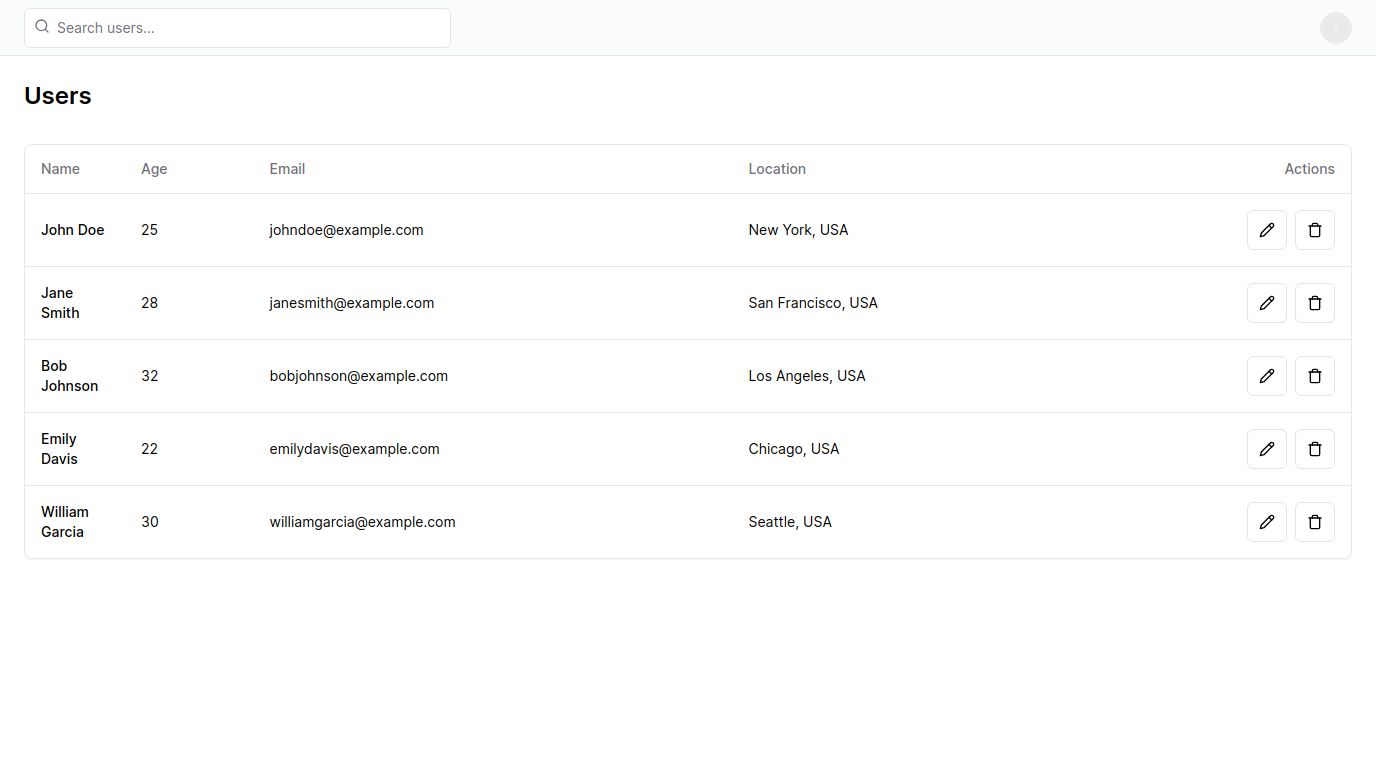 Search users...
Users
Name Age Email Location Actions
John Doe 25 johndoe@example.com New York, USA
Jane
Smith
28 janesmith@example.com San Francisco, USA
Bob
Johnson
32 bobjohnson@example.com Los Angeles, USA
Emily
Davis
22 emilydavis@example.com Chicago, USA
William
Garcia
30 williamgarcia@example.com Seattle, USA